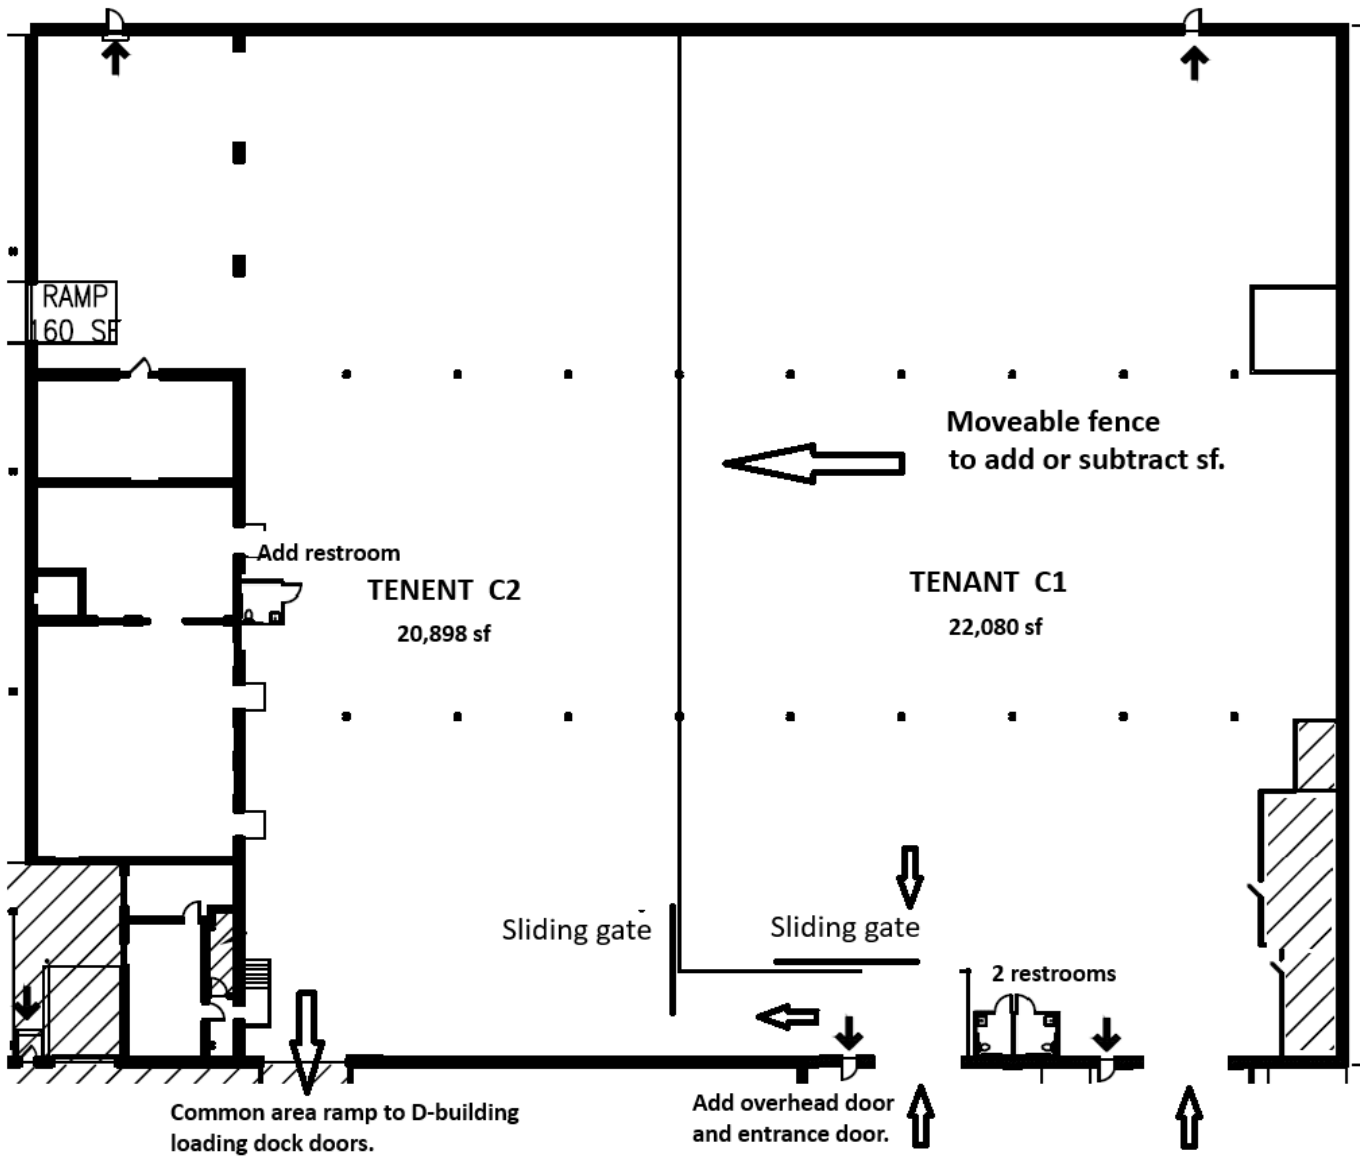 RAMP
160 SF
Moveable fence
to add or subtract sf.
Add restroom
TENENT C2
20,898 sf
TENANT C1
22,080 sf
Sliding gate
Sliding gate
2 restrooms
Common area ramp to D-building
loading dock doors.
Add overhead door
and entrance door.